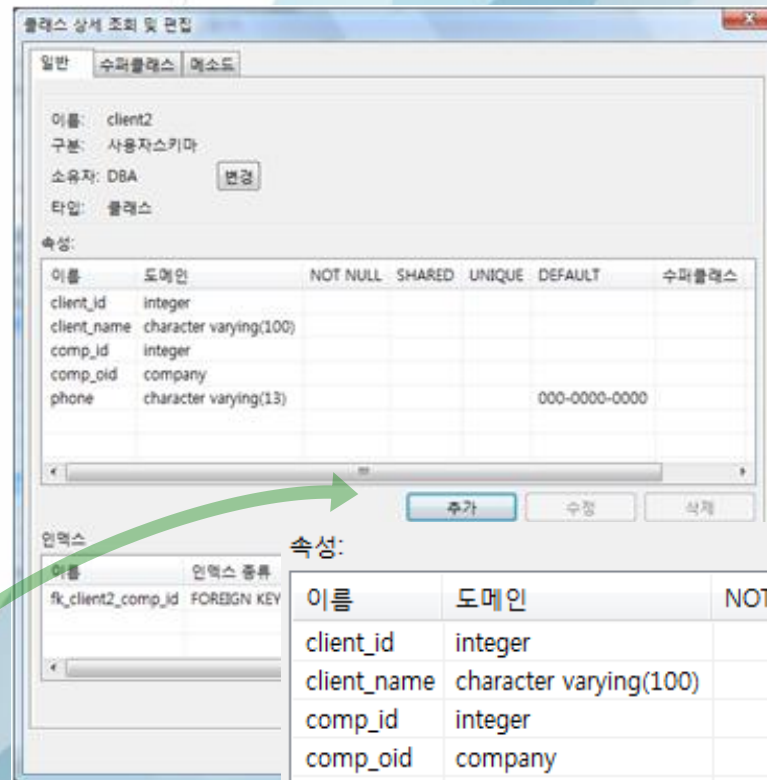 클래스 상세 조회 및 편집
일반 수퍼클래스 메소드
이름: client2
구분: 사용자스키마
소유자: DBA 변경
타입: 클래스
속성:
이름 도메인 NOT NULL SHARED UNIQUE DEFAULT 수퍼클래스
client_id integer
client_name character varying(100)
comp_id integer
comp_oid company
phone character varying(13) 000-0000-0000
추가 수정 삭제
인덱스
이름 인덱스 종류
fk_client2_comp_id FOREIGN KEY
속성:
이름 도메인 NOT
client_id integer
client_name character varying(100)
comp_id integer
comp_oid company